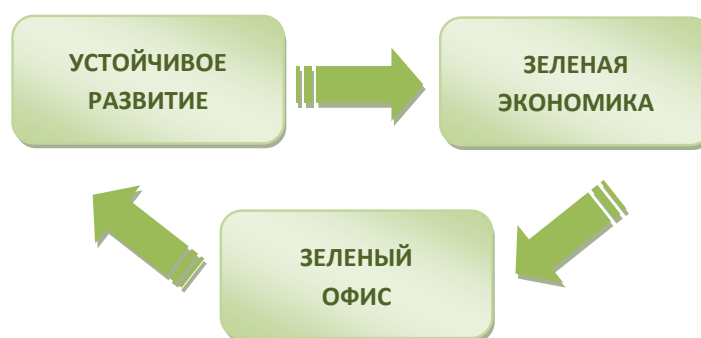 УСТОЙЧИВОЕ
РАЗВИТИЕ
ЗЕЛЕНАЯ
ЭКОНОМИКА
ЗЕЛЕНЫЙ
ОФИС